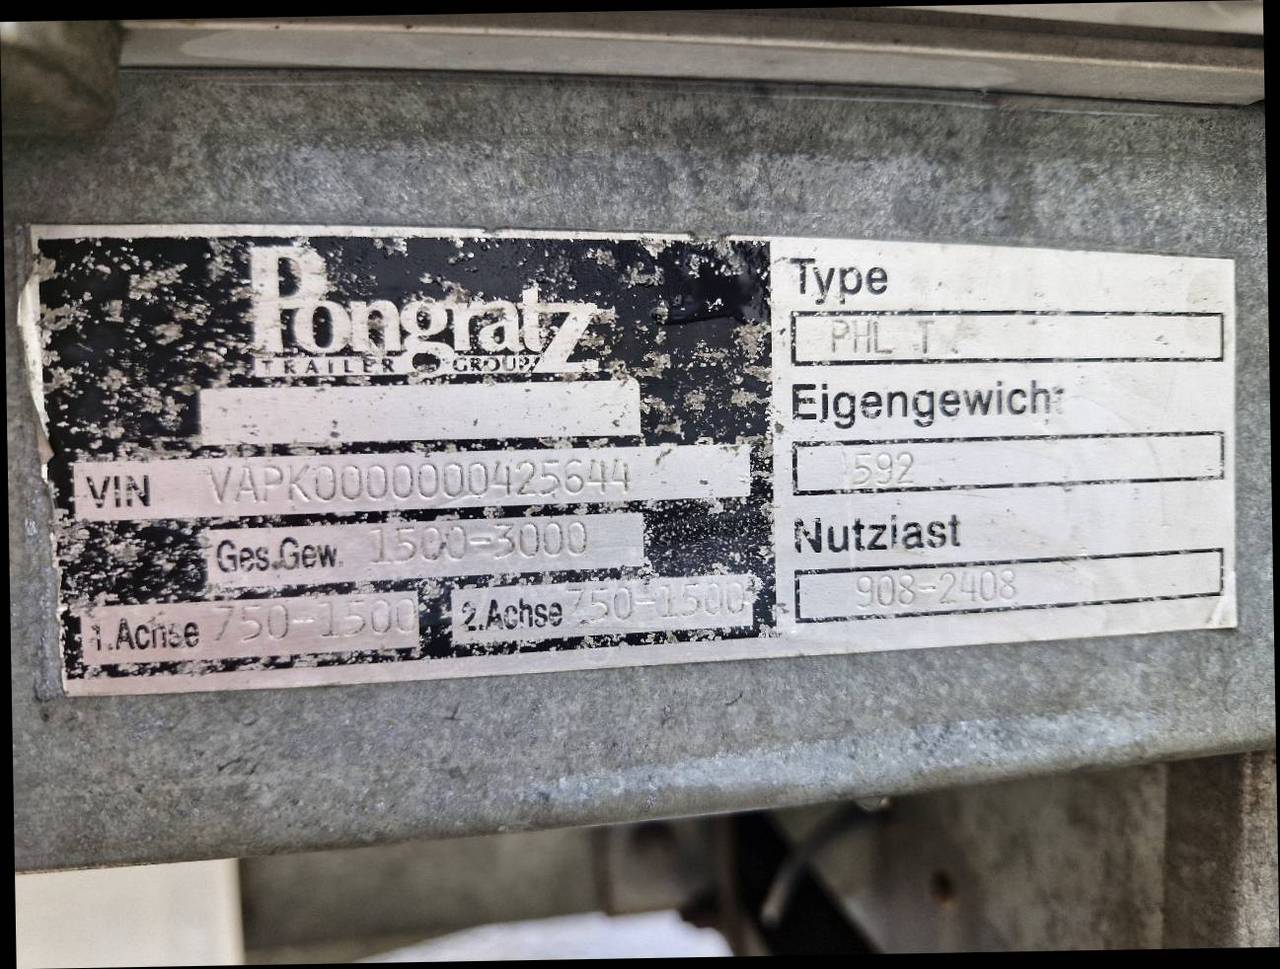 Pongratz
TRAILER GROUP
VIN VAPK0000000425644
Ges.Gew. 1500-3000
1.Achse 750-1500 2.Achse 750-1500
Type
PHL T
Eigengewicht
592
Nutzlast
908-2408